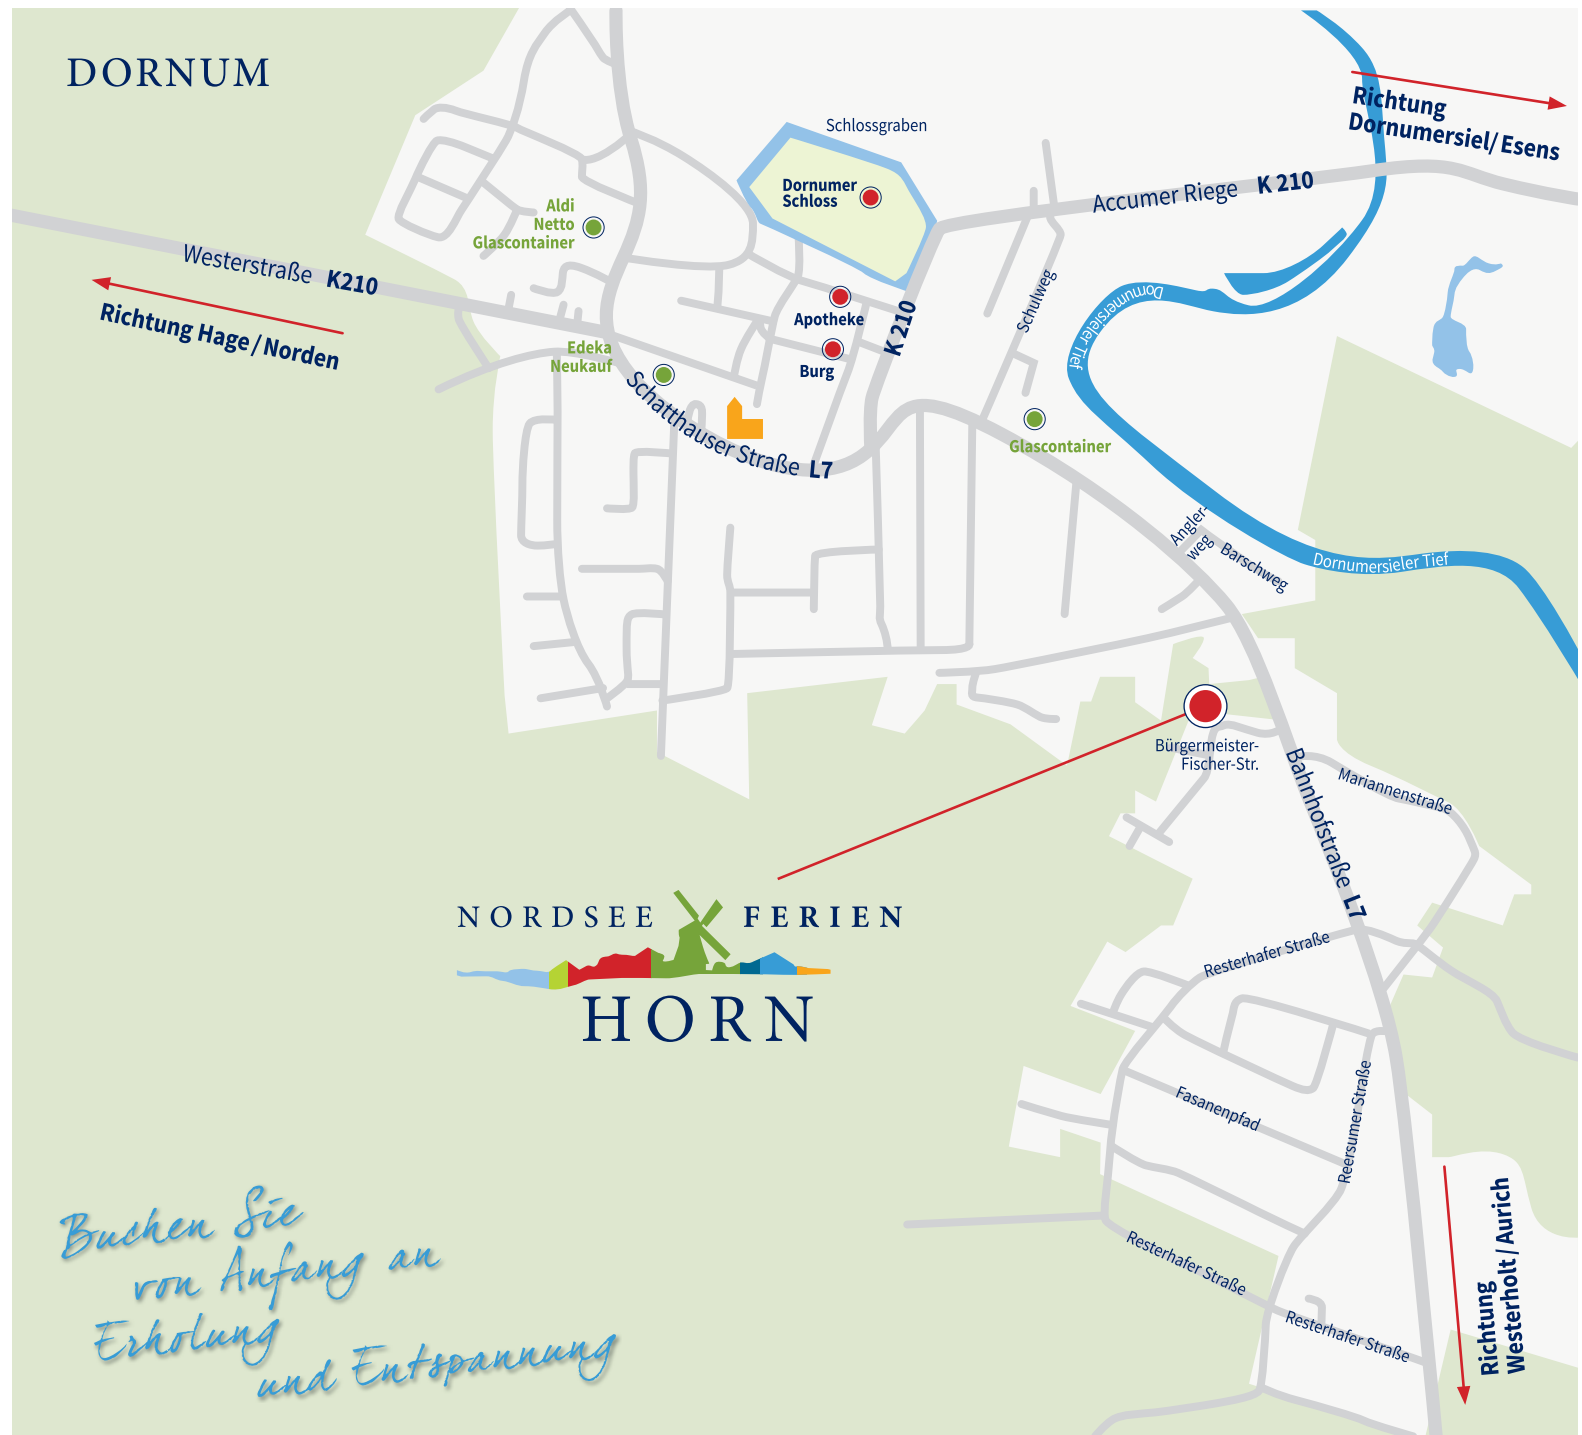 DORNUM
Schlossgraben
Richtung
Dornumersiel/Esens
Dornumer
Schloss
Accumer Riege K 210
Aldi
Netto
Glascontainer
Westerstraße K210
Richtung Hage/Norden
Apotheke
K 210
Schulweg
Dornumersieler Tief
Dornumersieler Tief
Edeka
Neukauf
Burg
Schatthauser Straße L7
Glascontainer
Angler-
weg
Barschweg
Dornumersieler Tief
Bürgermeister-
Fischer-Str.
Bahnhofstraße L7
Mariannenstraße
NORDSEE FERIEN
HORN
Resterhafer Straße
Fasanenpfad
Reersumer Straße
Resterhafer Straße
Resterhafer Straße
Richtung
Westerholt/Aurich
Buchen Sie
von Anfang an
Erholung
und Entspannung